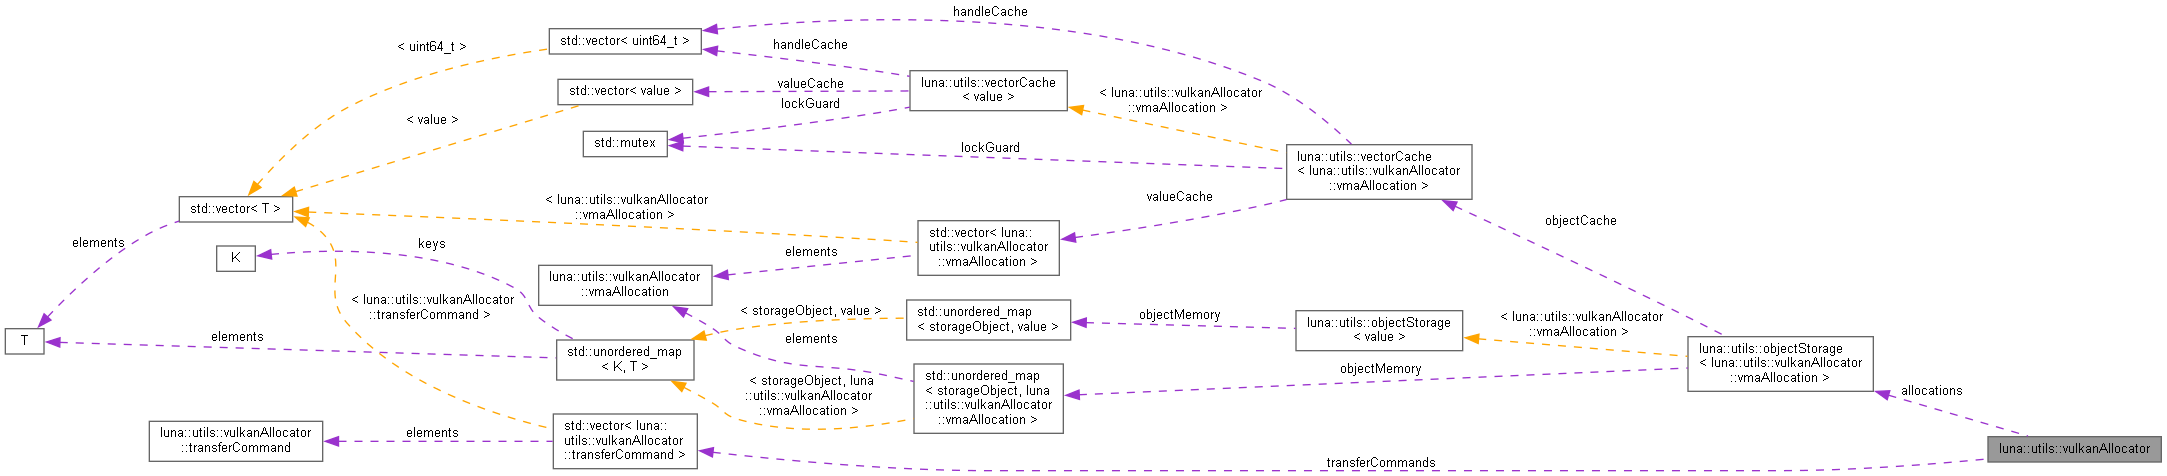 handleCache
std::vector< uint64_t >
< uint64_t >
handleCache
luna::utils::vectorCache
< value >
valueCache
std::vector< value >
< luna::utils::vulkanAllocator
::vmaAllocation >
lockGuard
< value >
std::mutex
lockGuard
luna::utils::vectorCache
< luna::utils::vulkanAllocator
::vmaAllocation >
valueCache
std::vector< T >
< luna::utils::vulkanAllocator
::vmaAllocation >
objectCache
std::vector< luna::
utils::vulkanAllocator
::vmaAllocation >
elements
keys
elements
K
luna::utils::vulkanAllocator
::vmaAllocation
< luna::utils::vulkanAllocator
::transferCommand >
< storageObject, value >
std::unordered_map
< storageObject, value >
objectMemory
luna::utils::objectStorage
< value >
< luna::utils::vulkanAllocator
::vmaAllocation >
T
elements
elements
std::unordered_map
< K, T >
luna::utils::objectStorage
< luna::utils::vulkanAllocator
::vmaAllocation >
objectMemory
< storageObject, luna
::utils::vulkanAllocator
::vmaAllocation >
std::unordered_map
< storageObject, luna
::utils::vulkanAllocator
::vmaAllocation >
allocations
luna::utils::vulkanAllocator
::transferCommand
elements
std::vector< luna::
utils::vulkanAllocator
::transferCommand >
luna::utils::vulkanAllocator
transferCommands